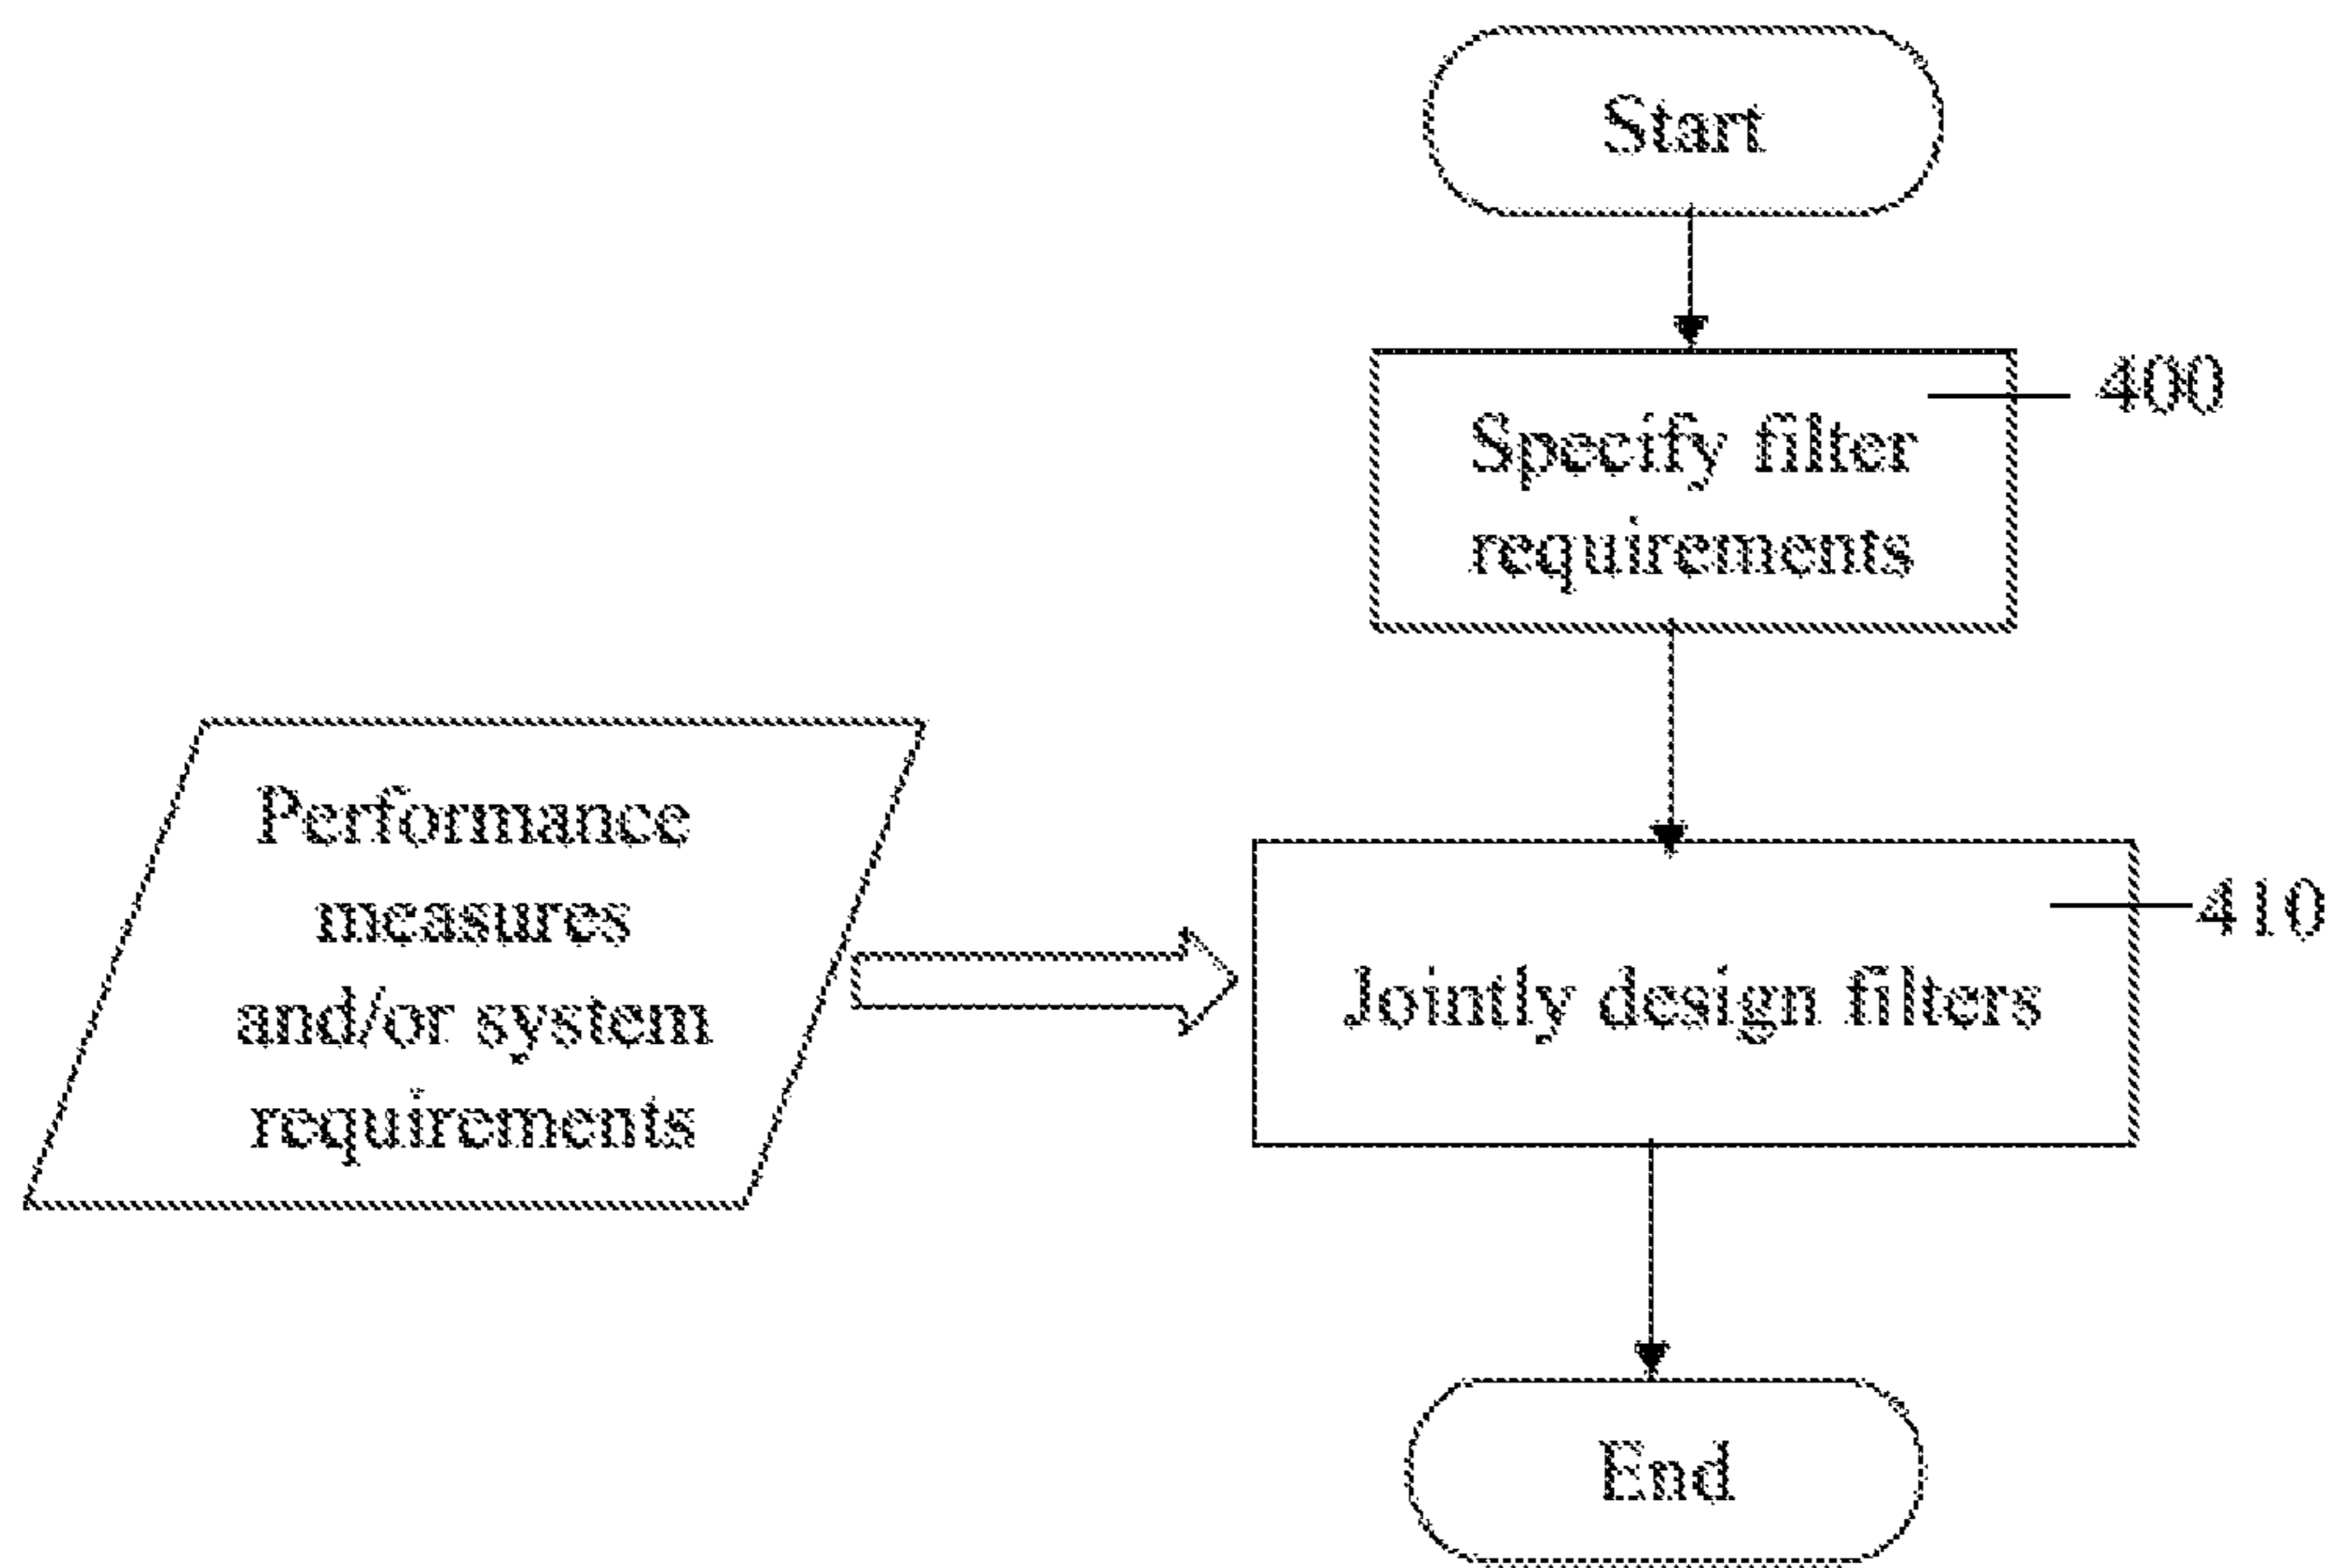 Start
400
Specify filter
requirements
Performance
measures
and/or system
requirements
410
Jointly design filters
End